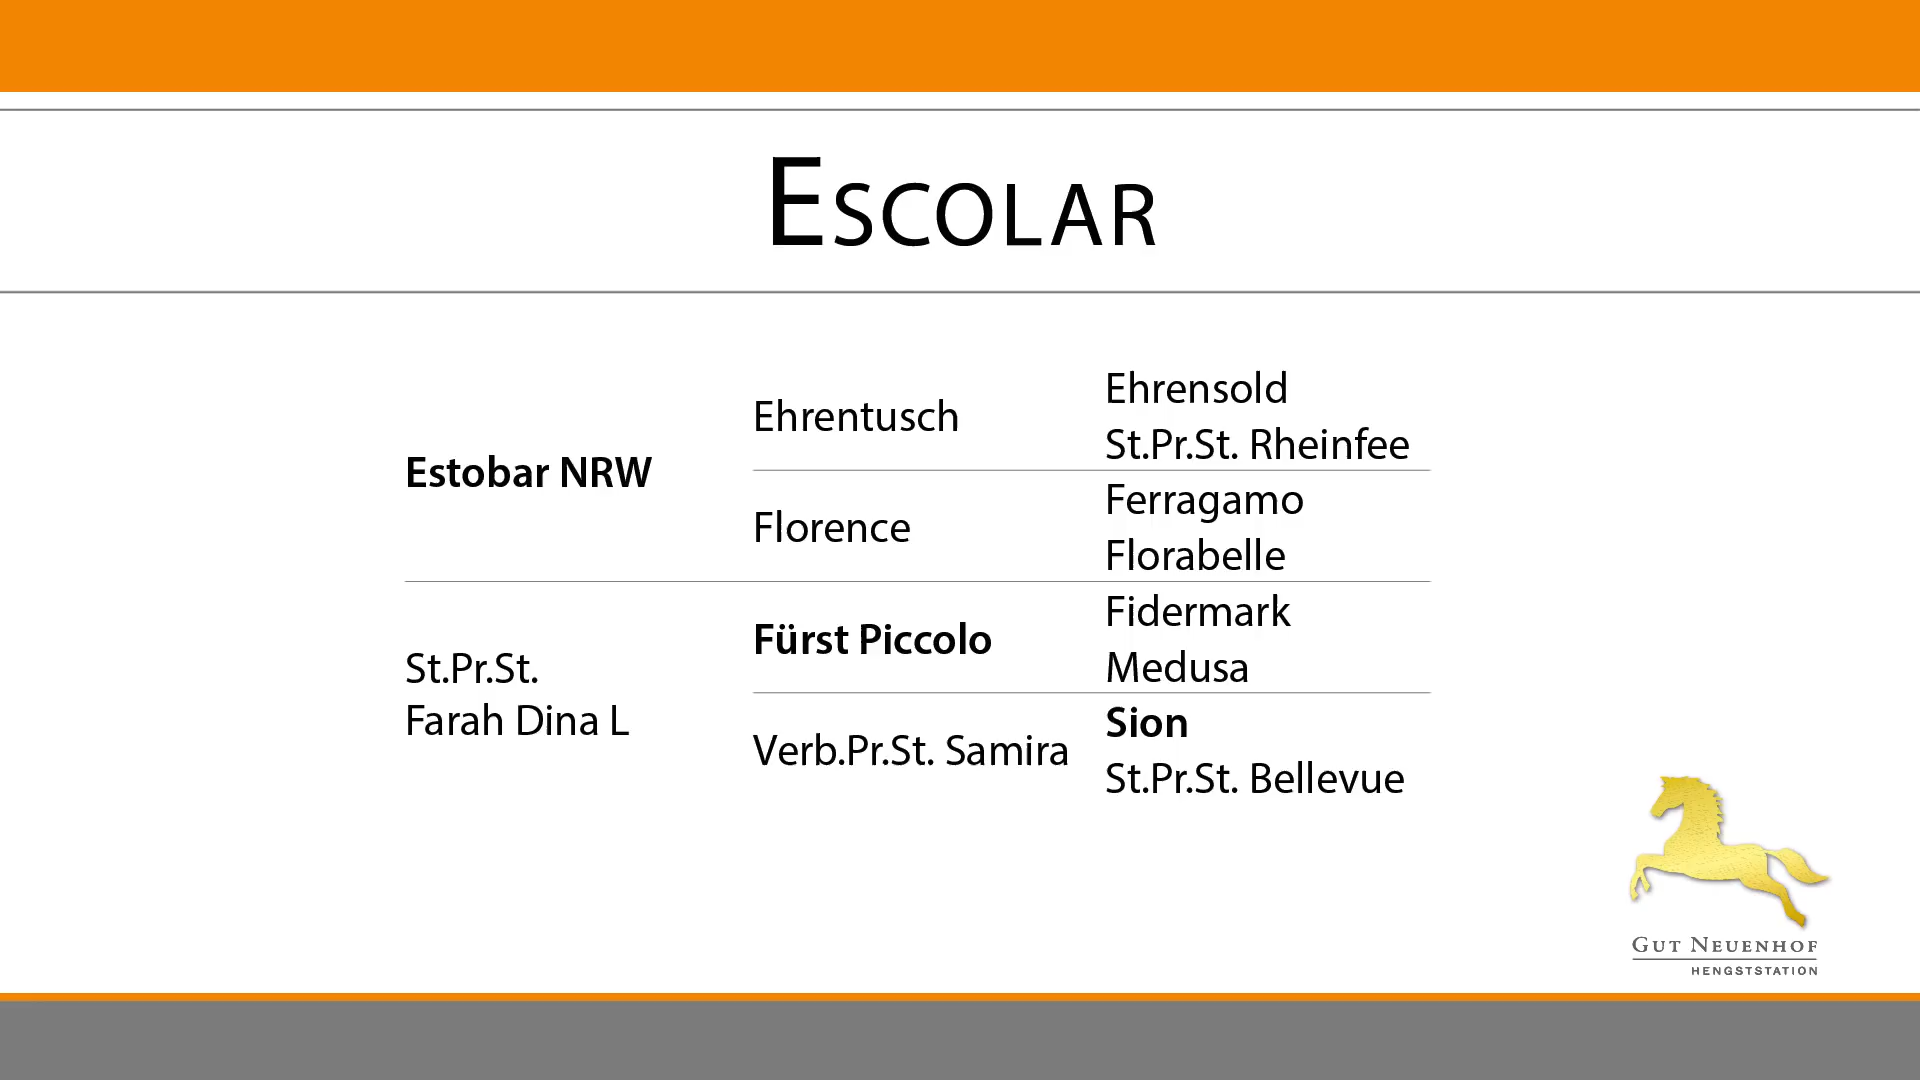 ESCOLAR
Estobar NRW
Ehrentusch
Ehrensold
St.Pr.St. Rheinfee
Florence
Ferragamo
Florabelle
St.Pr.St.
Farah Dina L
Fürst Piccolo
Fidermark
Medusa
Verb.Pr.St. Samira
Sion
St.Pr.St. Bellevue
GUT NEUENHOF
HENGSTSTATION